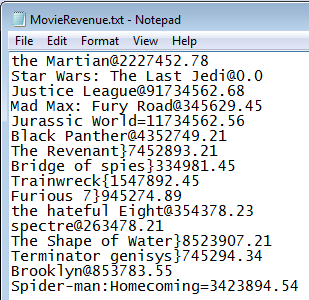 MovieRevenue.txt - Notepad
File Edit Format View Help
the Martian@2227452.78
Star Wars: The Last Jedi@0.0
Justice League@91734562.68
Mad Max: Fury Road@345629.45
Jurassic World=11734562.56
Black Panther@4352749.21
The Revenant}7452893.21
Bridge of spies}334981.45
Trainwreck{1547892.45
Furious 7}945274.89
the hateful Eight@354378.23
spectre@263478.21
The Shape of Water}8523907.21
Terminator genisys}745294.34
Brooklyn@853783.55
Spider-man:Homecoming=3423894.54